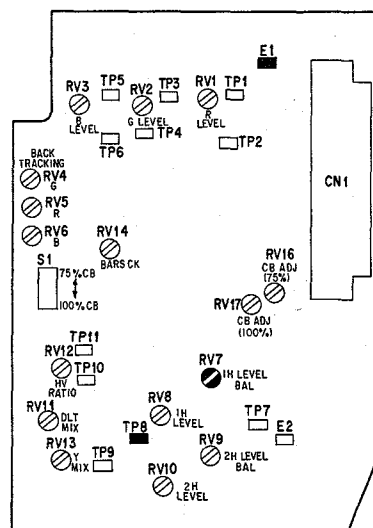 E1
RV3 TP5 RV2 TP3 RV1 TP1
B LEVEL
G LEVEL
R LEVEL
TP6
TP4
TP2
BACK TRACKING
RV4
G
RV5
R
RV6
B
RV14
BARS CK
CN1
S1
75%CB
100%CB
RV16
CB ADJ
(75%)
RV17
CB ADJ
(100%)
TP11
RV12
TP10
HV
RATIO
RV7
1H LEVEL
BAL
RV11
DLT
MIX
RV8
1H
LEVEL
TP7
E2
RV13
Y
MIX
TP9
TP8
RV9
2H LEVEL
BAL
RV10
2H
LEVEL